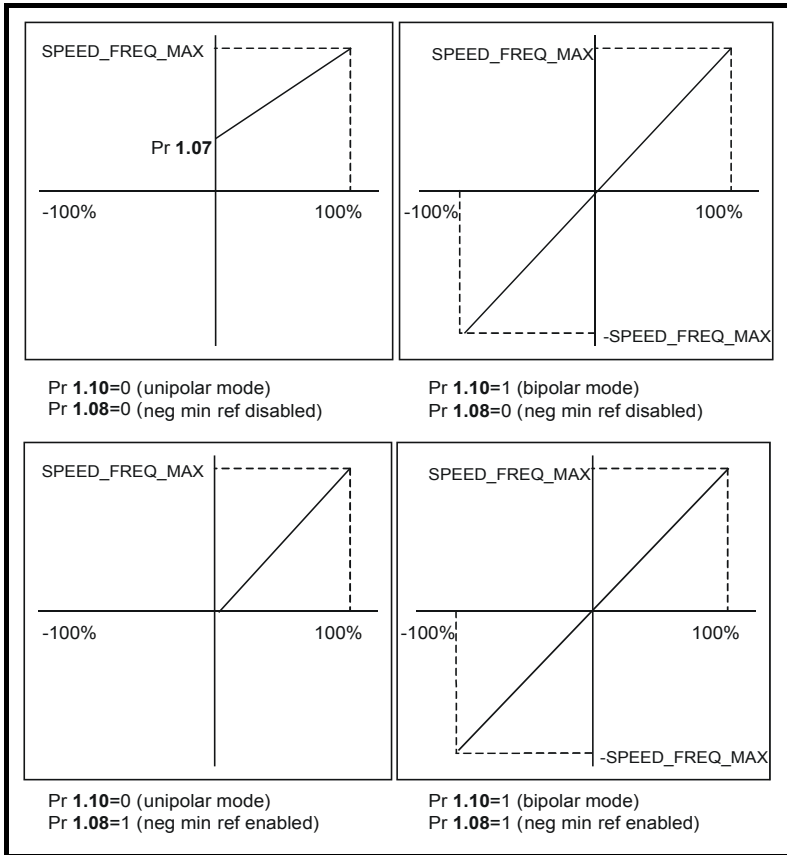 SPEED_FREQ_MAX
Pr 1.07
-100%
100%
Pr 1.10=0 (unipolar mode)
Pr 1.08=0 (neg min ref disabled)
SPEED_FREQ_MAX
-100%
100%
-SPEED_FREQ_MAX
Pr 1.10=1 (bipolar mode)
Pr 1.08=0 (neg min ref disabled)
SPEED_FREQ_MAX
-100%
100%
Pr 1.10=0 (unipolar mode)
Pr 1.08=1 (neg min ref enabled)
SPEED_FREQ_MAX
-100%
100%
-SPEED_FREQ_MAX
Pr 1.10=1 (bipolar mode)
Pr 1.08=1 (neg min ref enabled)